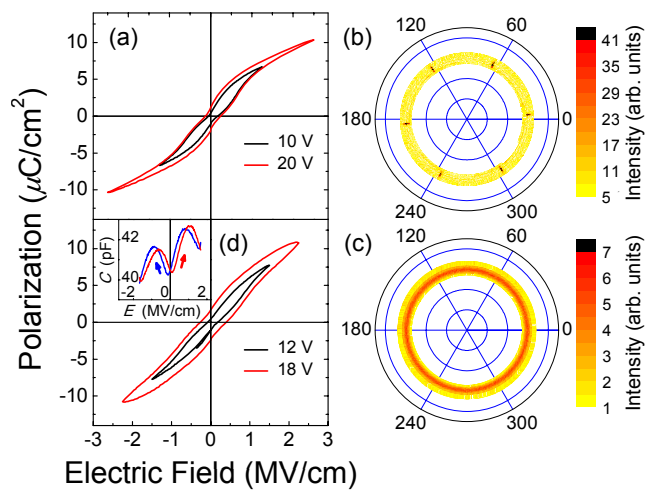 (a)
10
5
0
-5
-10
10 V
20 V
Polarization (μC/cm²)
(d)
42
40
C (pF)
-2 0 2
E (MV/cm)
10
5
0
-5
-10
12 V
18 V
-3 -2 -1 0 1 2 3
Electric Field (MV/cm)
(b)
120 60
180 0
240 300
41
35
29
23
17
11
5
Intensity (arb. units)
(c)
120 60
180 0
240 300
7
6
5
4
3
2
1
Intensity (arb. units)